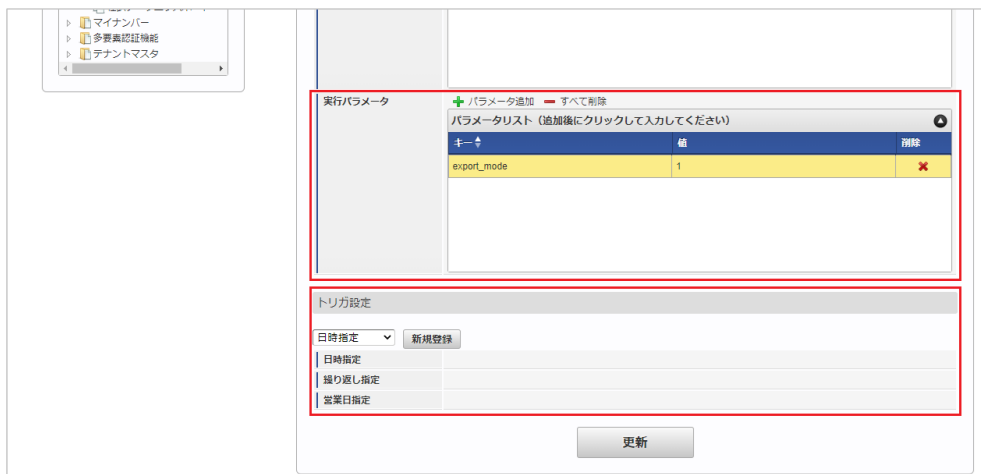 マイナンバー
多要素認証機能
テナントマスタ
実行パラメータ
パラメータ追加 すべて削除
パラメータリスト（追加後にクリックして入力してください）
キー 値 削除
export_mode 1
トリガ設定
日時指定 新規登録
日時指定
繰り返し指定
営業日指定
更新